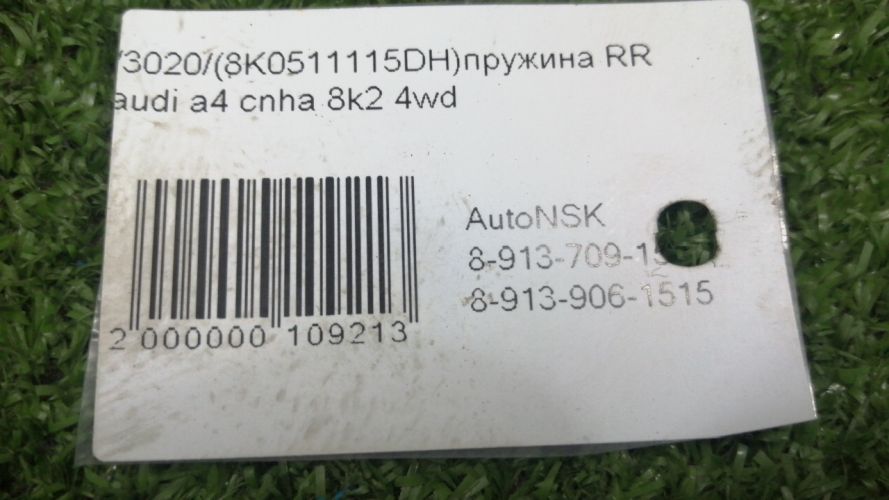 /3020/(8K0511115DH)пружина RR
audi a4 cnha 8k2 4wd
AutoNSK
8-913-906-1515
2 000000 109213